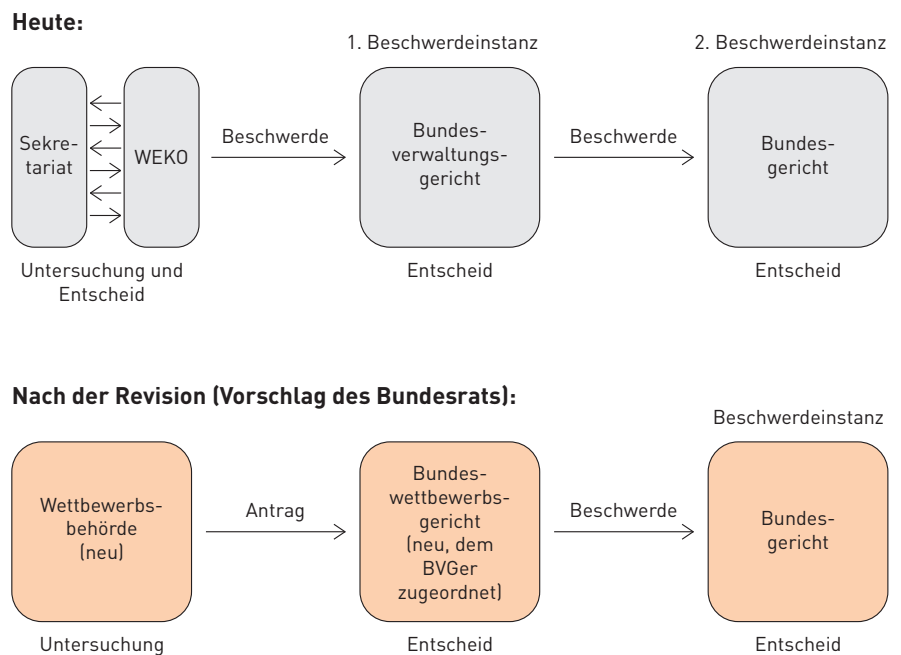 Heute:
1. Beschwerdeinstanz
2. Beschwerdeinstanz
Sekre-
tariat
WEKO
Beschwerde
Bundes-
verwaltungs-
gericht
Beschwerde
Bundes-
gericht
Untersuchung und
Entscheid
Entscheid
Entscheid
Nach der Revision (Vorschlag des Bundesrats):
Beschwerdeinstanz
Wettbewerbs-
behörde
(neu)
Antrag
Bundes-
wettbewerbs-
gericht
(neu, dem
BVGer
zugeordnet)
Beschwerde
Bundes-
gericht
Untersuchung
Entscheid
Entscheid